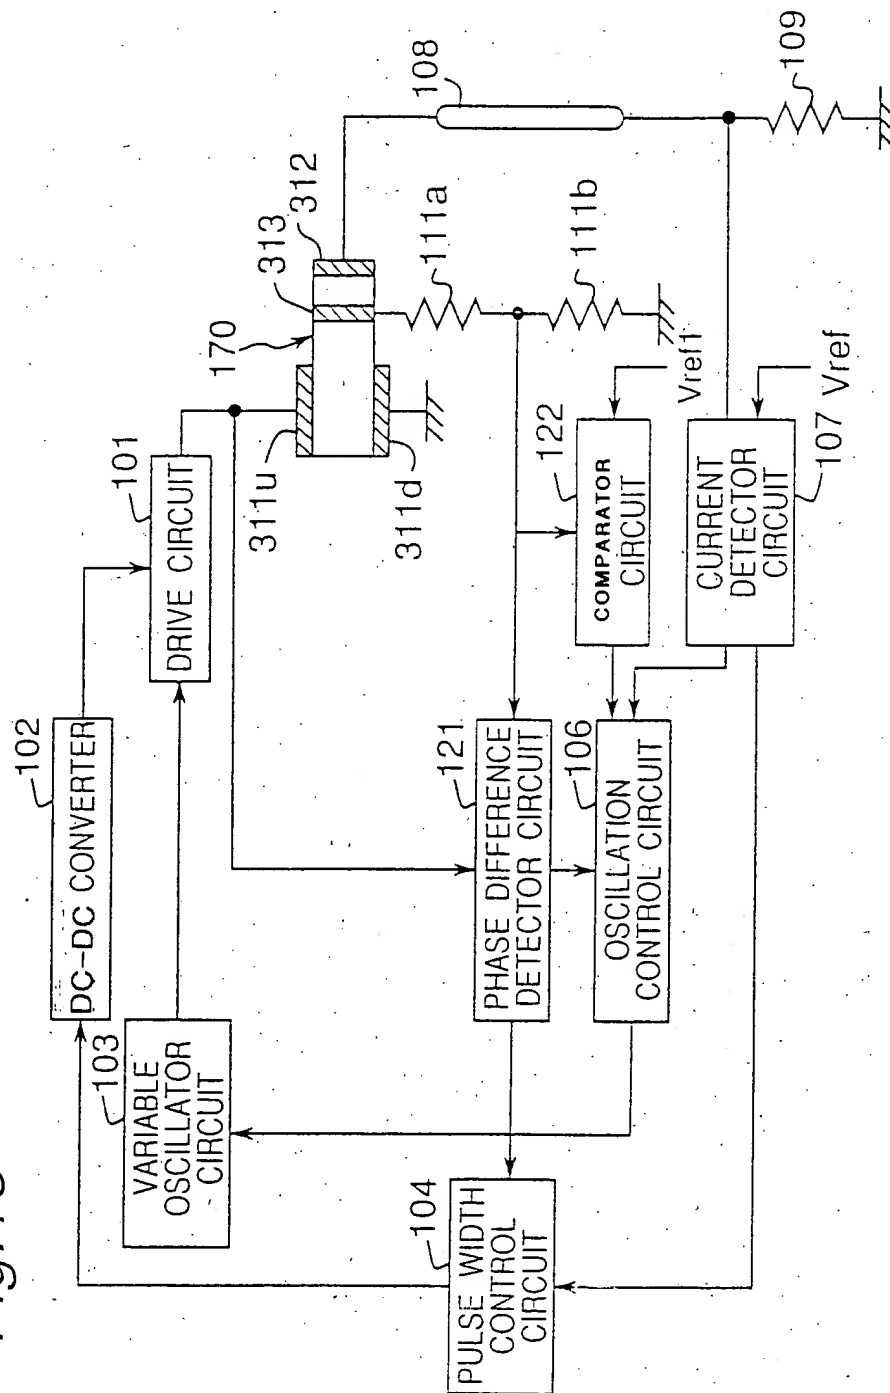 102
DC-DC CONVERTER
101
DRIVE CIRCUIT
103
VARIABLE
OSCILLATOR
CIRCUIT
104
PULSE WIDTH
CONTROL
CIRCUIT
170
313
312
311u
311d
111a
111b
108
109
121
PHASE DIFFERENCE
DETECTOR CIRCUIT
106
OSCILLATION
CONTROL CIRCUIT
122
COMPARATOR
CIRCUIT
Vref1
CURRENT
DETECTOR
CIRCUIT
107
Vref